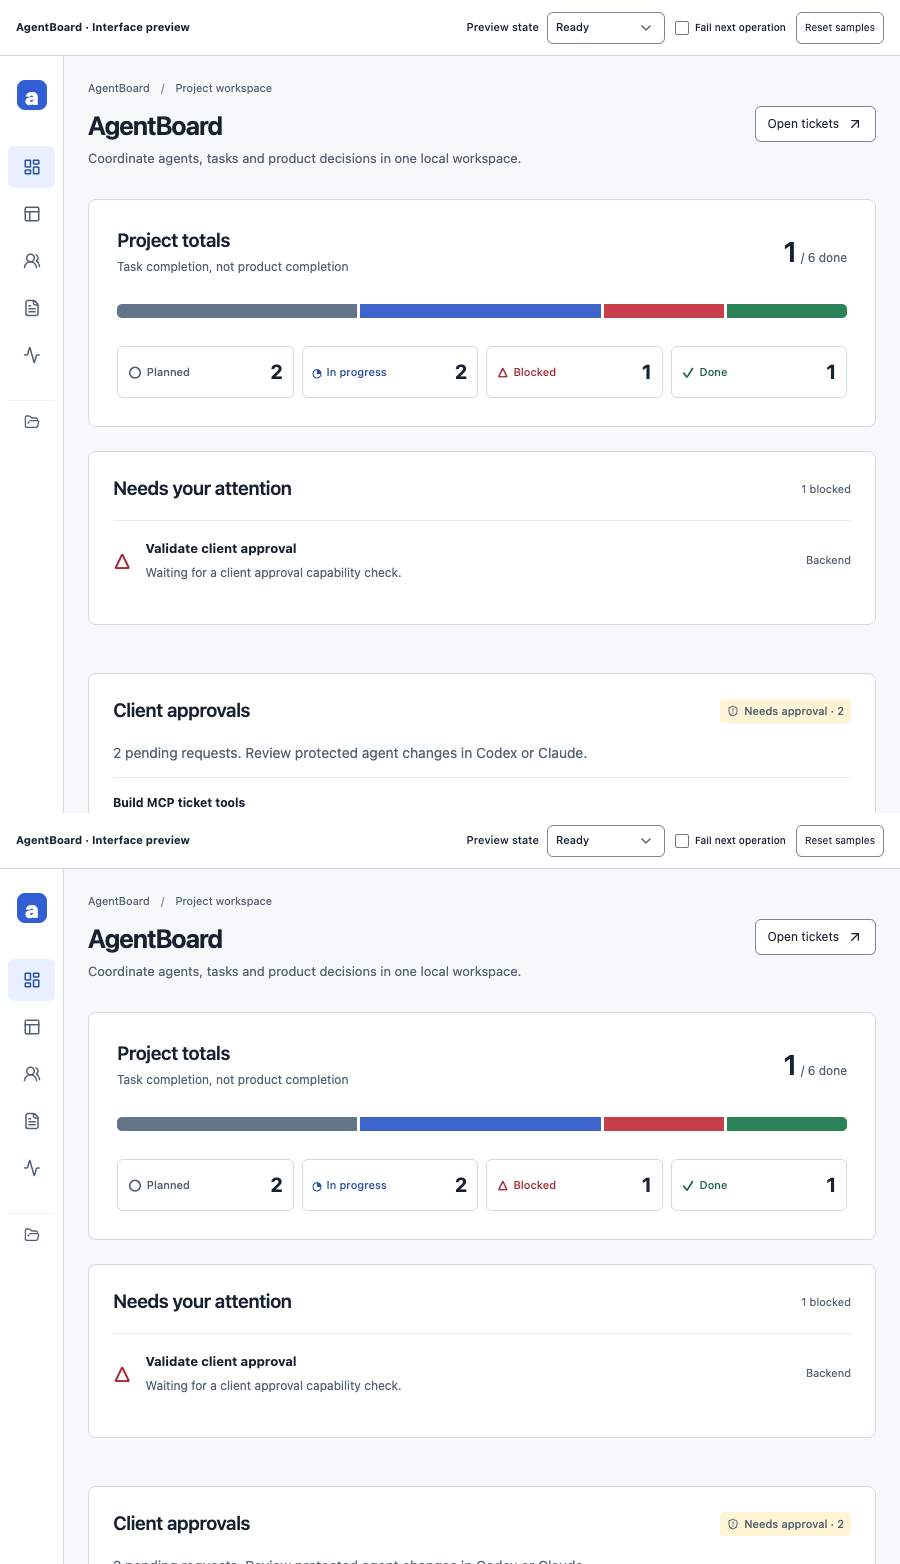 AgentBoard · Interface preview
Preview state
Ready
Fail next operation
Reset samples
a
AgentBoard / Project workspace
AgentBoard
Open tickets
Coordinate agents, tasks and product decisions in one local workspace.
Project totals
Task completion, not product completion
1 / 6 done
Planned 2
In progress 2
Blocked 1
Done 1
Needs your attention
1 blocked
Validate client approval
Waiting for a client approval capability check.
Backend
Client approvals
Needs approval · 2
2 pending requests. Review protected agent changes in Codex or Claude.
Build MCP ticket tools
AgentBoard · Interface preview
Preview state
Ready
Fail next operation
Reset samples
a
AgentBoard / Project workspace
AgentBoard
Open tickets
Coordinate agents, tasks and product decisions in one local workspace.
Project totals
Task completion, not product completion
1 / 6 done
Planned 2
In progress 2
Blocked 1
Done 1
Needs your attention
1 blocked
Validate client approval
Waiting for a client approval capability check.
Backend
Client approvals
Needs approval · 2